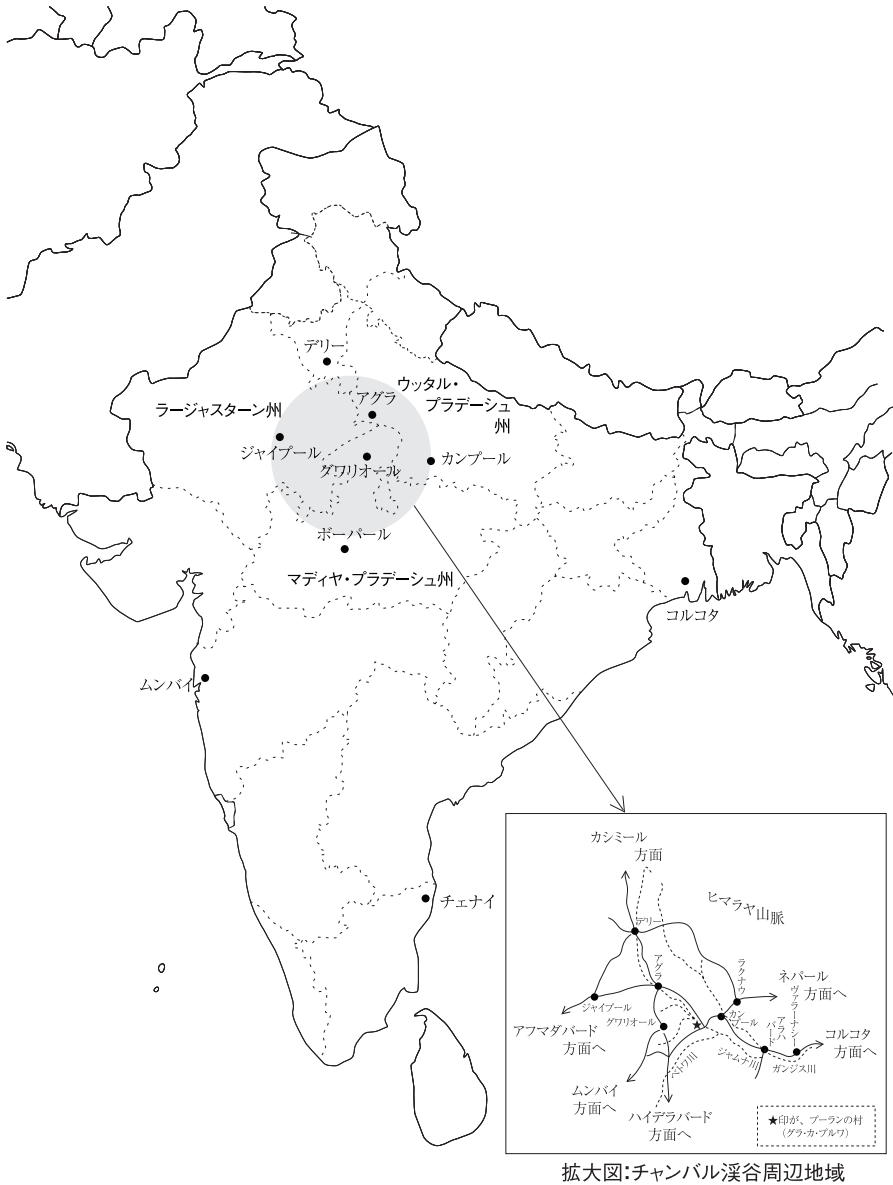 デリー
ウッタル・
プラデーシュ
州
アグラ
ラージャスターン州
ジャイプール
グワリオール
カンプール
ボーパール
マディヤ・プラデーシュ州
コルコタ
ムンバイ
チェナイ
カシミール
方面
ヒマラヤ山脈
デリー
アグラ
ラクナウ
ネパール
方面へ
ヴァラーナシー
ジャイプール
グワリオール
カン
プール
アラハ
バード
アフマダバード
方面へ
コルコタ
方面へ
ベトワ川
ジャムナ川
ガンジス川
ムンバイ
方面へ
ハイデラバード
方面へ
★印が、プーランの村
(グラ・カ・プルワ)
拡大図:チャンバル渓谷周辺地域